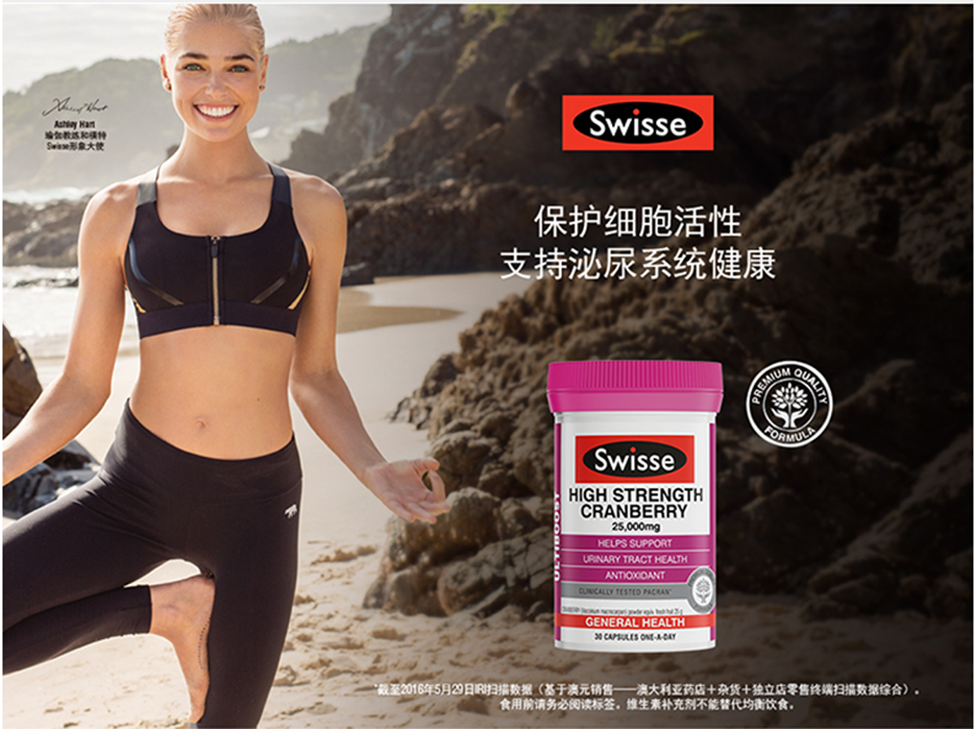 Ashley Hart
Ashley Hart
瑜伽教练和模特
Swisse形象大使
Swisse
保护细胞活性
支持泌尿系统健康
PREMIUM QUALITY
FORMULA
Swisse
ULTIBOOST
HIGH STRENGTH
CRANBERRY
25,000mg
HELPS SUPPORT
URINARY TRACT HEALTH
ANTIOXIDANT
CLINICALLY TESTED PACRAN
GENERAL HEALTH
30 CAPSULES ONE-A-DAY
*截至2016年5月29日IRI扫描数据（基于澳元销售——澳大利亚药店＋杂货＋独立店零售终端扫描数据综合）。
食用前请务必阅读标签。维生素补充剂不能替代均衡饮食。